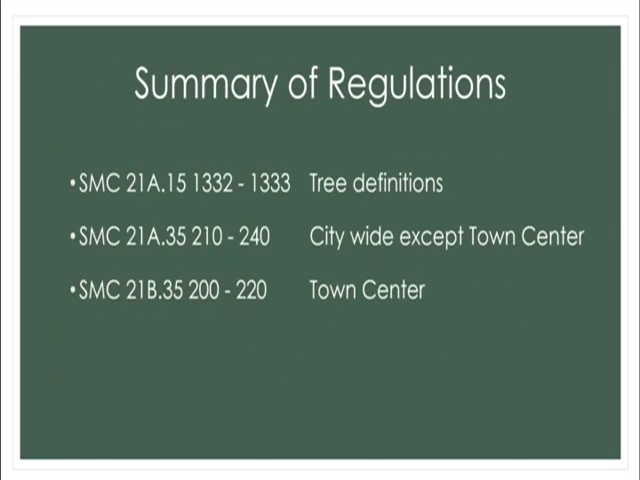 Summary of Regulations
•SMC 21A.15 1332 - 1333 Tree definitions
•SMC 21A.35 210 - 240 City wide except Town Center
•SMC 21B.35 200 - 220 Town Center